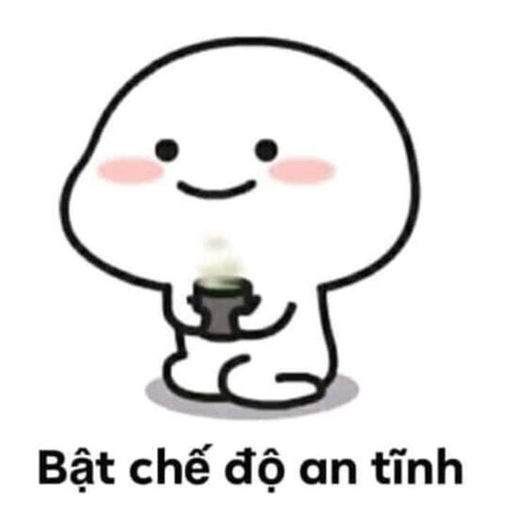 Bật chế độ an tĩnh